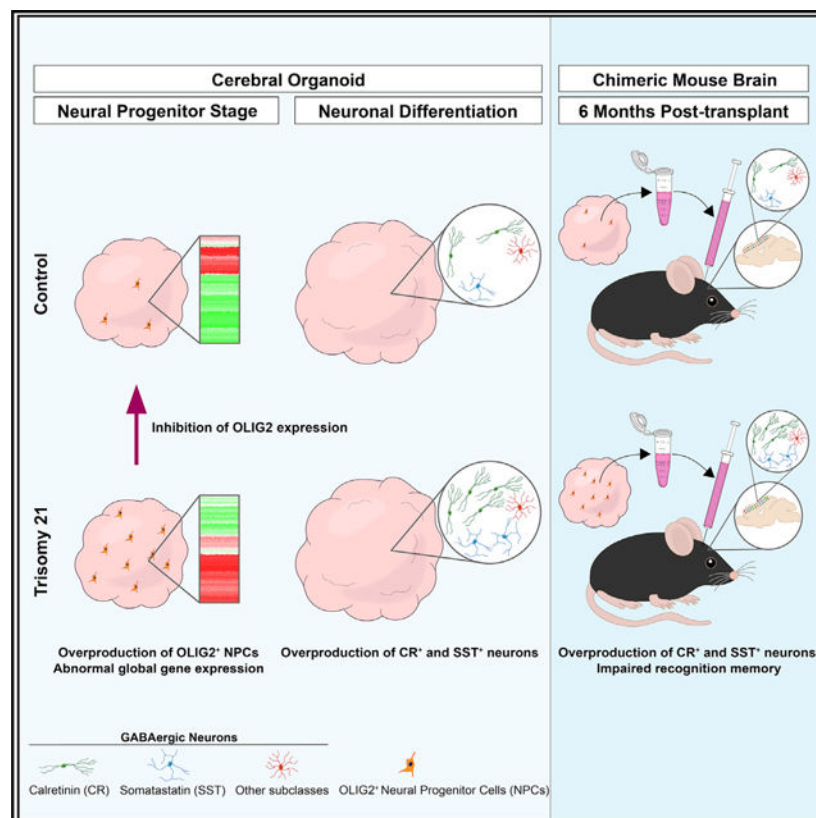 Cerebral Organoid
Chimeric Mouse Brain
Neural Progenitor Stage
Neuronal Differentiation
6 Months Post-transplant
Control
Inhibition of OLIG2 expression
Trisomy 21
Overproduction of OLIG2⁺ NPCs
Abnormal global gene expression
Overproduction of CR⁺ and SST⁺ neurons
Overproduction of CR⁺ and SST⁺ neurons
Impaired recognition memory
GABAergic Neurons
Calretinin (CR)
Somatastatin (SST)
Other subclasses
OLIG2⁺ Neural Progenitor Cells (NPCs)